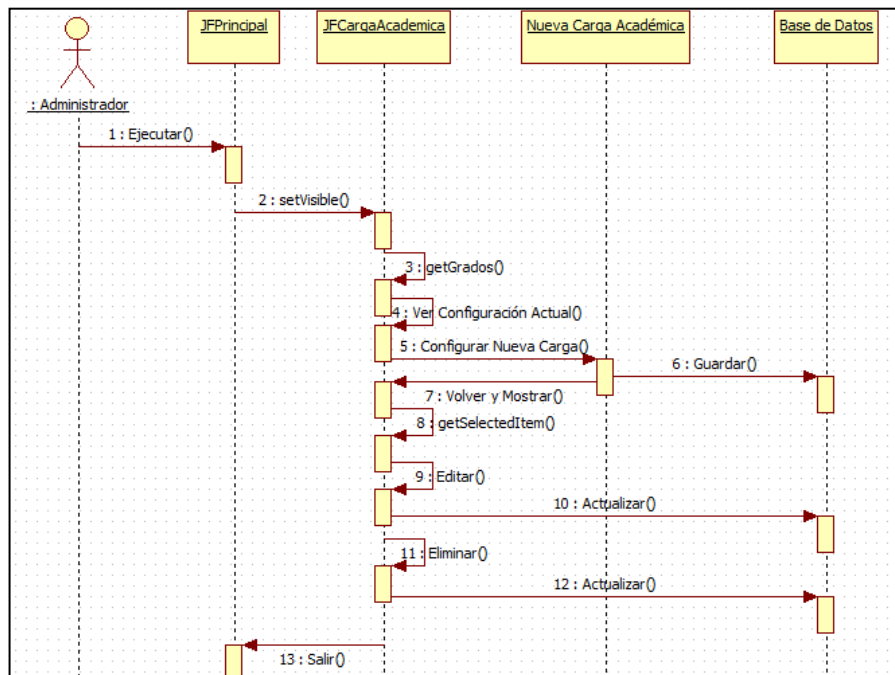 JFPrincipal
JFCargaAcademica
Nueva Carga Académica
Base de Datos
: Administrador
1 : Ejecutar()
2 : setVisible()
3 : getGrados()
4 : Ver Configuración Actual()
5 : Configurar Nueva Carga()
6 : Guardar()
7 : Volver y Mostrar()
8 : getSelectedItem()
9 : Editar()
10 : Actualizar()
11 : Eliminar()
12 : Actualizar()
13 : Salir()